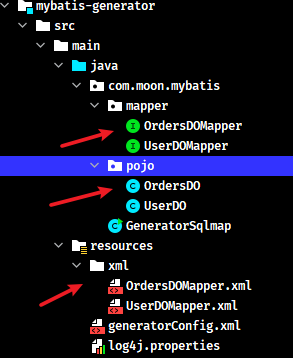 mybatis-generator
src
main
java
com.moon.mybatis
mapper
I OrdersDOMapper
I UserDOMapper
pojo
C OrdersDO
C UserDO
C GeneratorSqlmap
resources
xml
OrdersDOMapper.xml
UserDOMapper.xml
generatorConfig.xml
log4j.properties